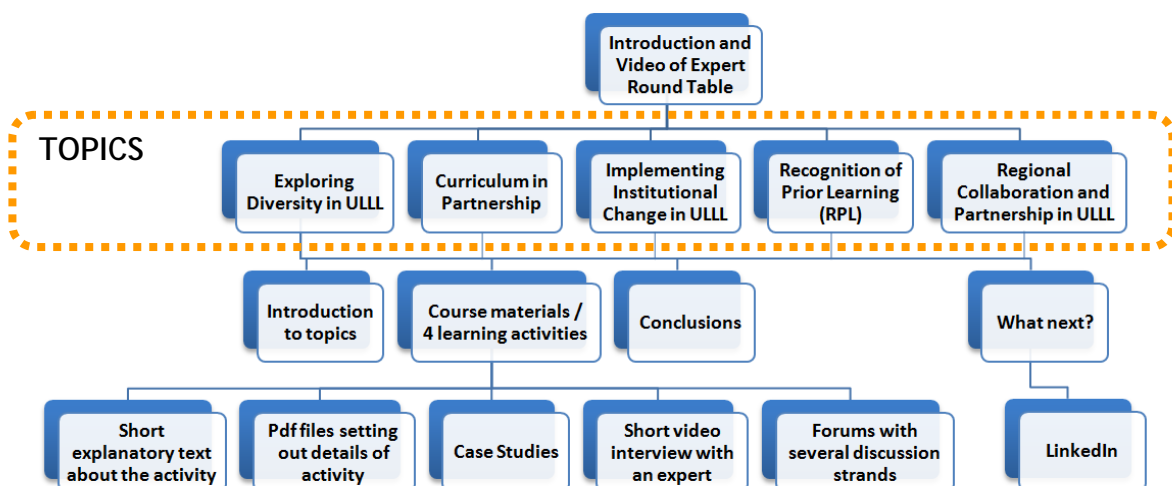 Introduction and
Video of Expert
Round Table
TOPICS
Exploring
Diversity in ULLL
Curriculum in
Partnership
Implementing
Institutional
Change in ULLL
Recognition of
Prior Learning
(RPL)
Regional
Collaboration and
Partnership in ULLL
Introduction
to topics
Course materials /
4 learning activities
Conclusions
What next?
Short
explanatory text
about the activity
Pdf files setting
out details of
activity
Case Studies
Short video
interview with
an expert
Forums with
several discussion
strands
LinkedIn